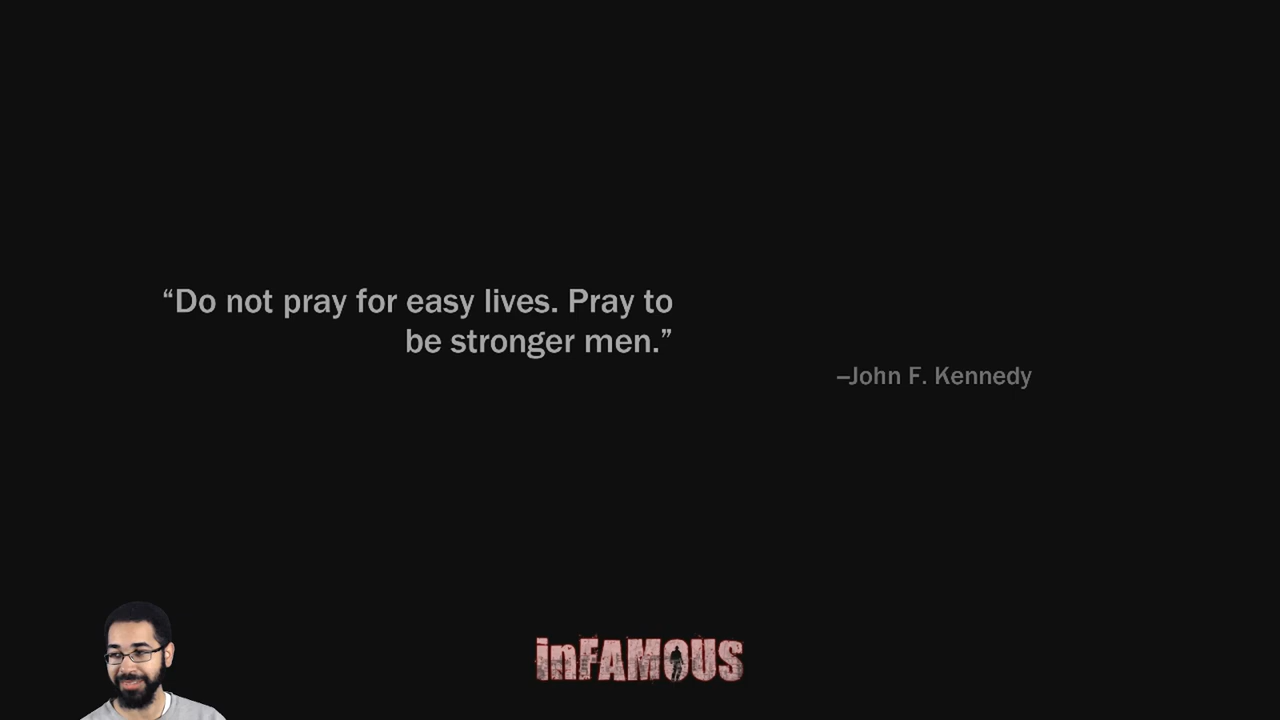 “Do not pray for easy lives. Pray to
be stronger men.”
–John F. Kennedy
inFAMOUS